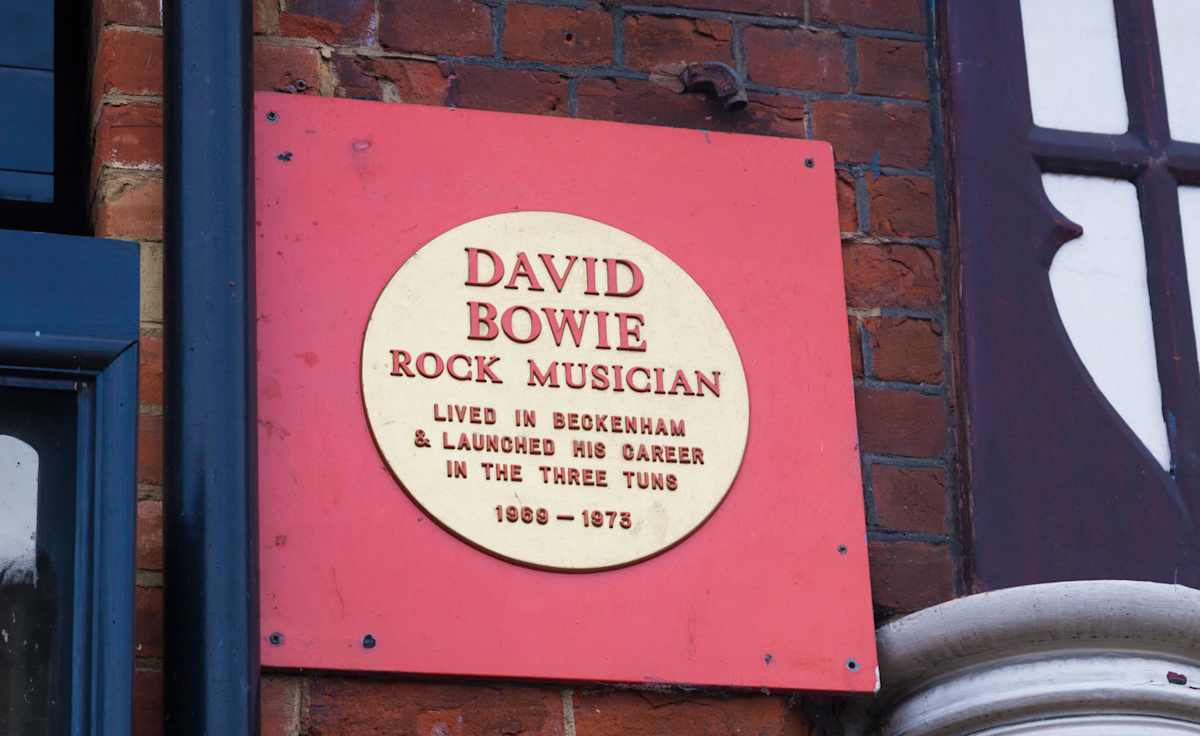 DAVID
BOWIE
ROCK MUSICIAN
LIVED IN BECKENHAM
& LAUNCHED HIS CAREER
IN THE THREE TUNS
1969 – 1973